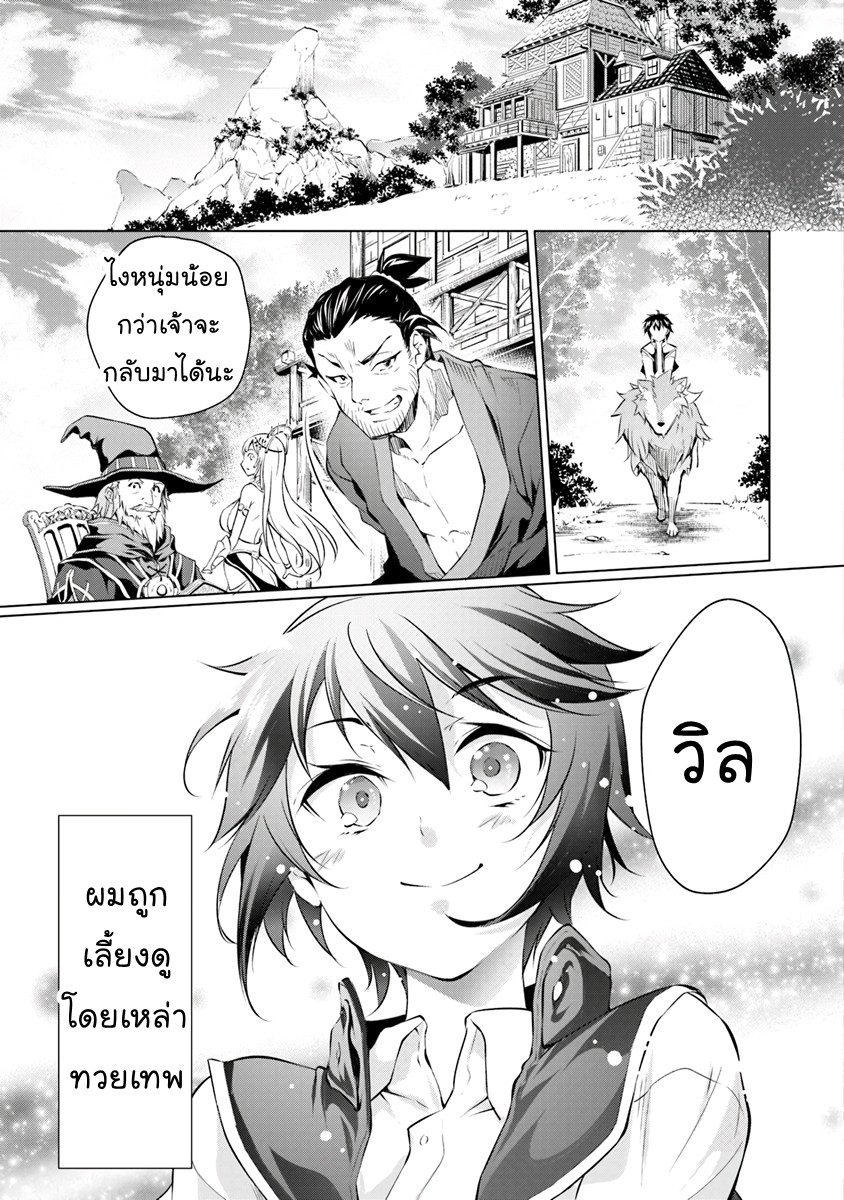 ไงหนุ่มน้อย
กว่าเจ้าจะ
กลับมาได้นะ
วิล
ผมถูก
เลี้ยงดู
โดยเหล่า
ทวยเทพ